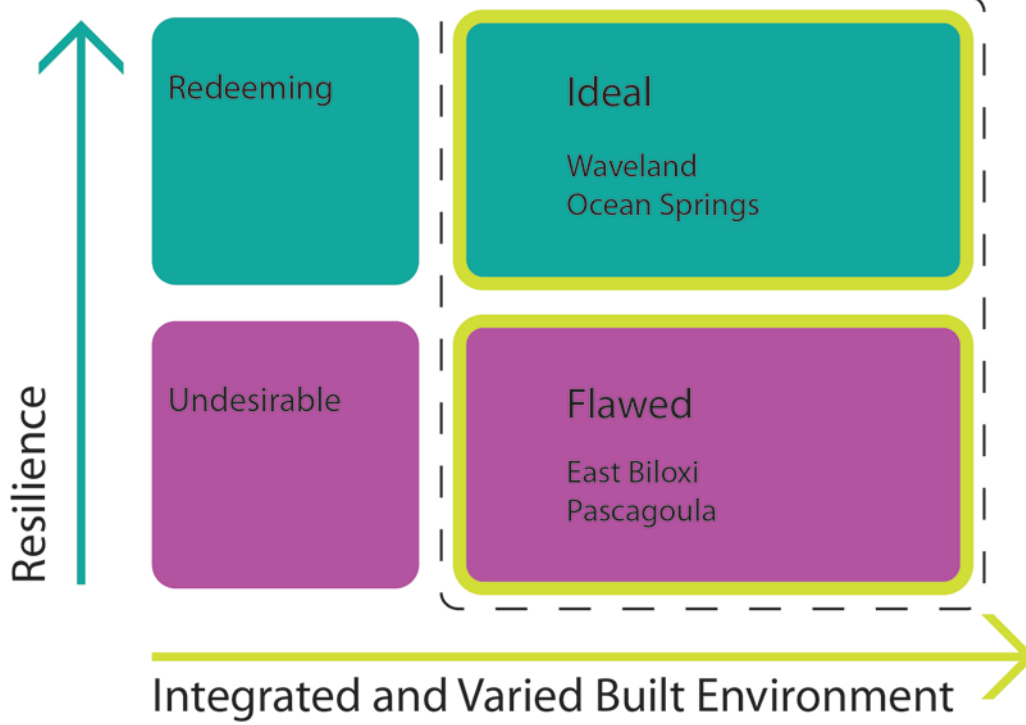 Redeeming
Ideal
Waveland
Ocean Springs
Undesirable
Flawed
East Biloxi
Pascagoula
Resilience
Integrated and Varied Built Environment